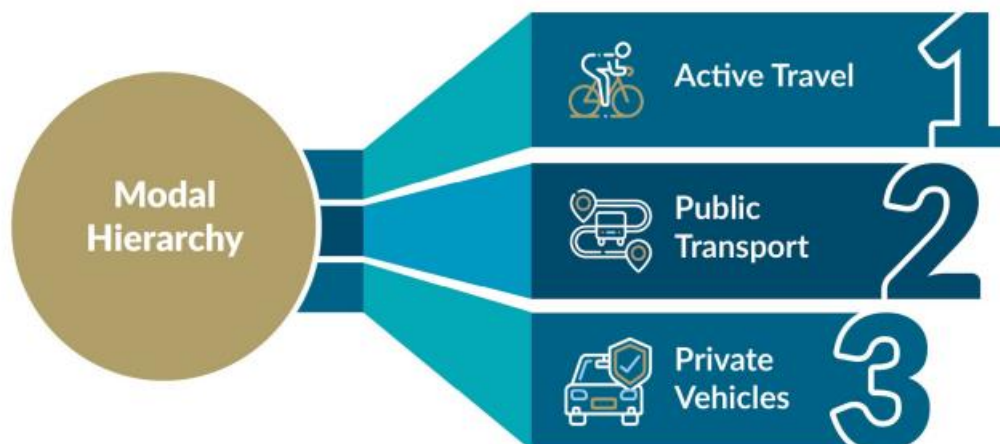 Modal
Hierarchy
Active Travel
1
Public
Transport
2
Private
Vehicles
3